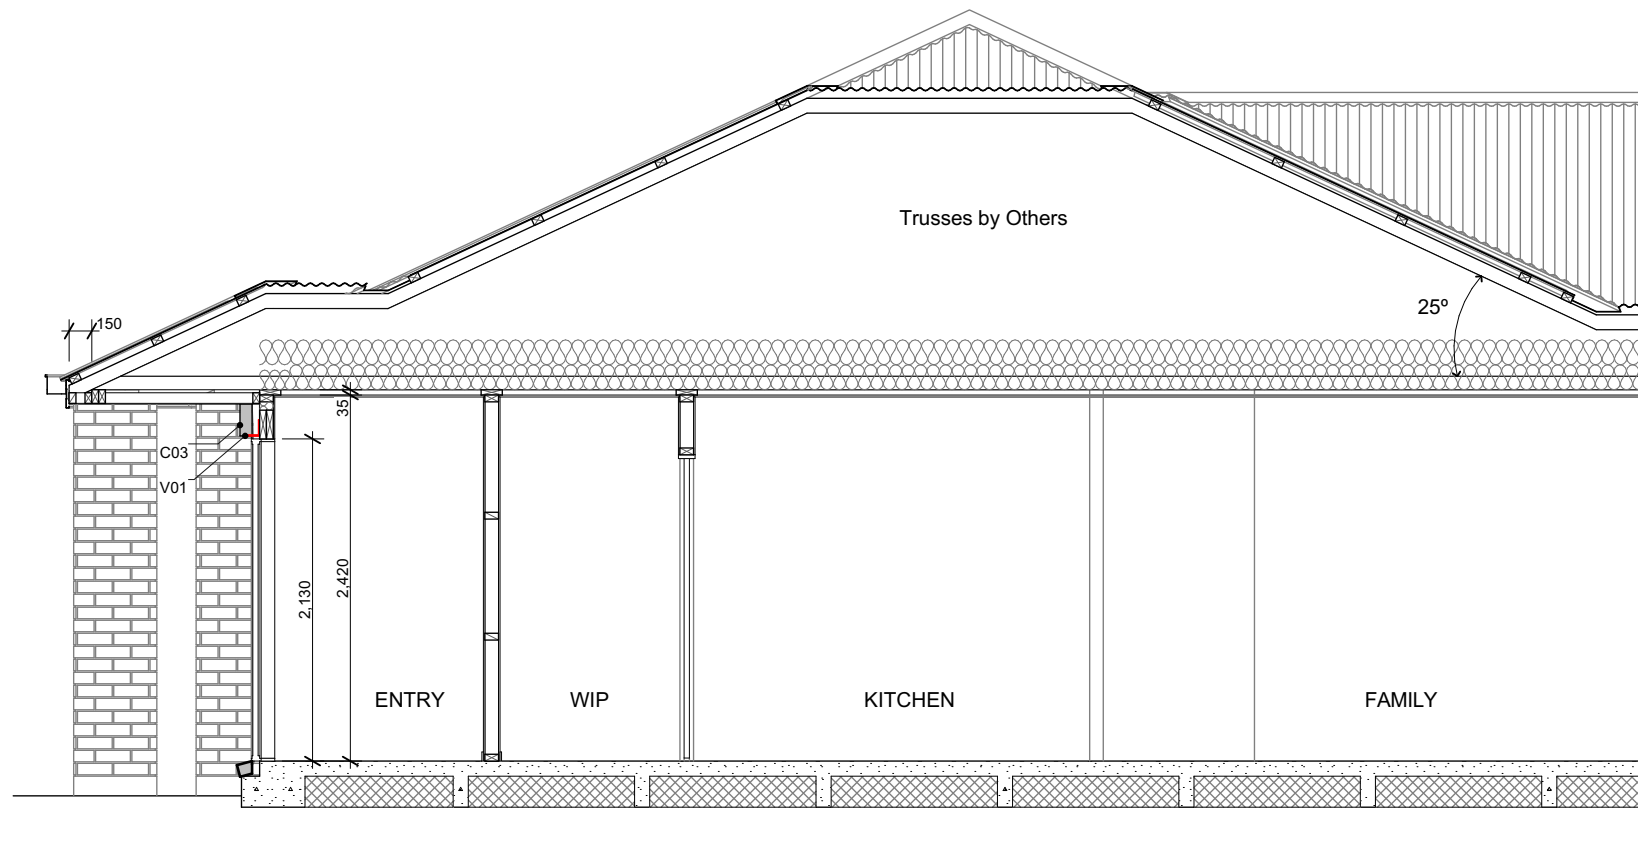 Trusses by Others
25º
150
35
C03
V01
2,130
2,420
ENTRY
WIP
KITCHEN
FAMILY